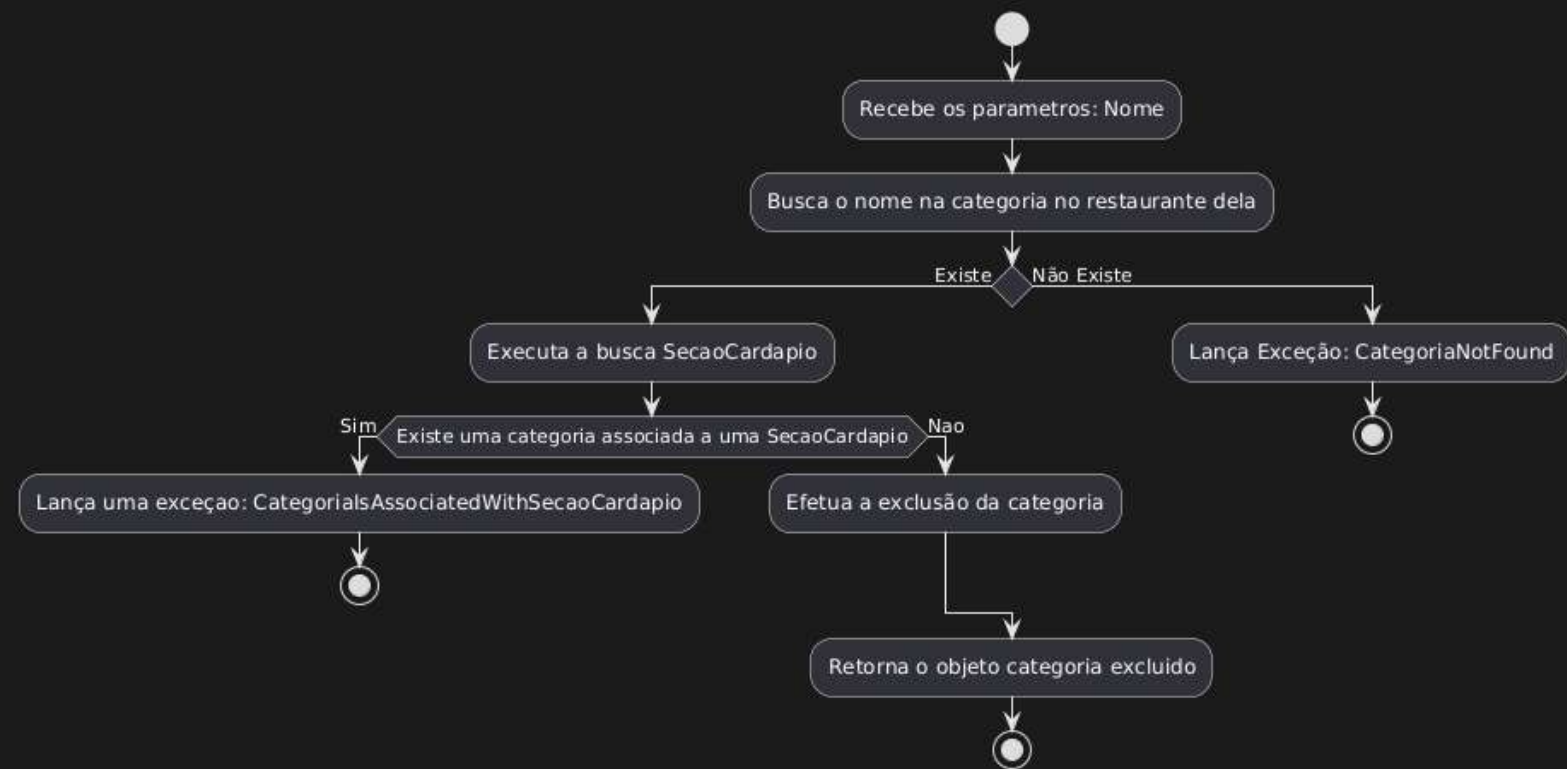 Recebe os parametros: Nome
Busca o nome na categoria no restaurante dela
Existe
Não Existe
Executa a busca SecaoCardapio
Lança Exceção: CategoriaNotFound
Sim
Existe uma categoria associada a uma SecaoCardapio
Nao
Lança uma exceçao: CategoriaIsAssociatedWithSecaoCardapio
Efetua a exclusão da categoria
Retorna o objeto categoria excluido